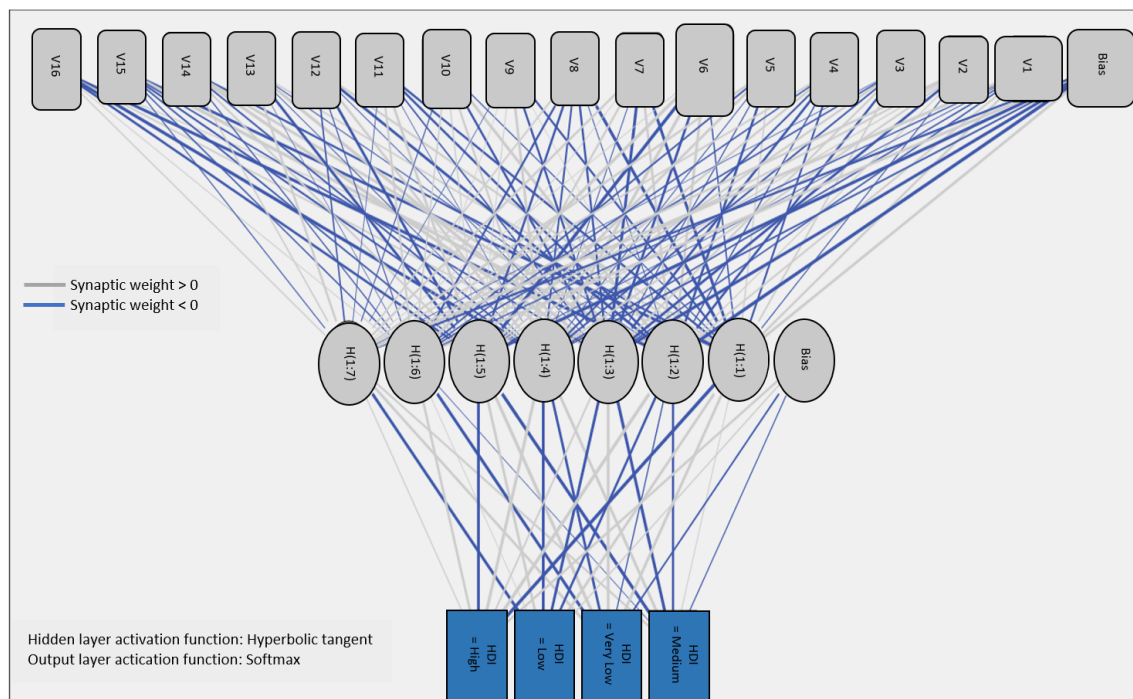 V16
V15
V14
V13
V12
V11
V10
V9
V8
V7
V6
V5
V4
V3
V2
V1
Bias
Synaptic weight > 0
Synaptic weight < 0
H(1:7)
H(1:6)
H(1:5)
H(1:4)
H(1:3)
H(1:2)
H(1:1)
Bias
Hidden layer activation function: Hyperbolic tangent
Output layer actication function: Softmax
HDI
= High
HDI
= Low
HDI
= Very Low
HDI
= Medium